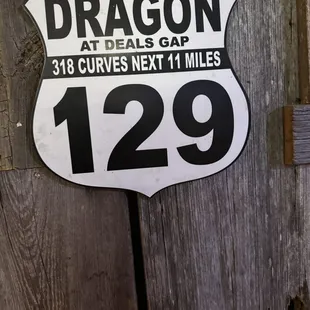 DRAGON
AT DEALS GAP
318 CURVES NEXT 11 MILES
129